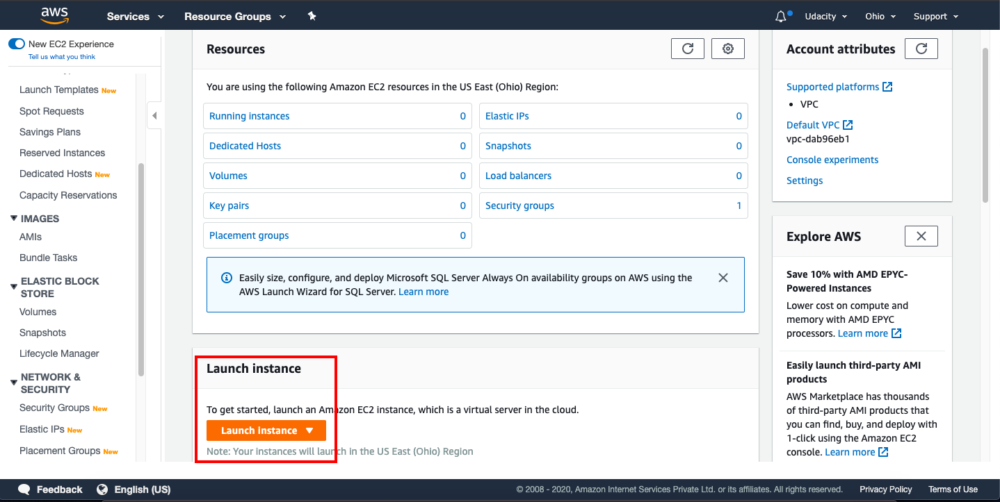 aws
Services
Resource Groups
Udacity
Ohio
Support
New EC2 Experience
Tell us what you think
Launch Templates New
Spot Requests
Savings Plans
Reserved Instances
Dedicated Hosts New
Capacity Reservations
IMAGES
AMIs
Bundle Tasks
ELASTIC BLOCK
STORE
Volumes
Snapshots
Lifecycle Manager
NETWORK &
SECURITY
Security Groups New
Elastic IPs New
Placement Groups New
Resources
You are using the following Amazon EC2 resources in the US East (Ohio) Region:
Running instances 0
Elastic IPs 0
Dedicated Hosts 0
Snapshots 0
Volumes 0
Load balancers 0
Key pairs 0
Security groups 1
Placement groups 0
Easily size, configure, and deploy Microsoft SQL Server Always On availability groups on AWS using the
AWS Launch Wizard for SQL Server. Learn more
Launch instance
To get started, launch an Amazon EC2 instance, which is a virtual server in the cloud.
Launch instance
Note: Your instances will launch in the US East (Ohio) Region
Account attributes
Supported platforms
• VPC
Default VPC
vpc-dab96eb1
Console experiments
Settings
Explore AWS
Save 10% with AMD EPYC-
Powered Instances
Lower cost on compute and
memory with AMD EPYC
processors. Learn more
Easily launch third-party AMI
products
AWS Marketplace has thousands
of third-party AMI products that
you can find, buy, and deploy with
1-click using the Amazon EC2
console. Learn more
Feedback
English (US)
© 2008 - 2020, Amazon Internet Services Private Ltd. or its affiliates. All rights reserved.
Privacy Policy
Terms of Use